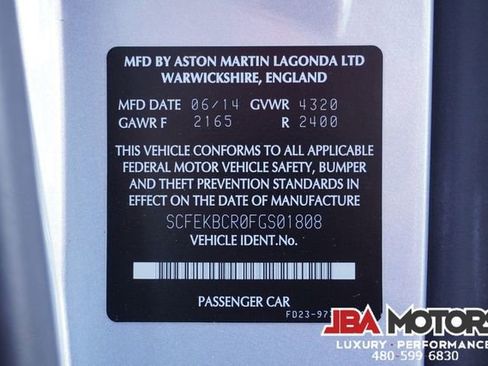 MFD BY ASTON MARTIN LAGONDA LTD
WARWICKSHIRE, ENGLAND
MFD DATE 06/14 GVWR 4320
GAWR F 2165 R 2400
THIS VEHICLE CONFORMS TO ALL APPLICABLE
FEDERAL MOTOR VEHICLE SAFETY, BUMPER
AND THEFT PREVENTION STANDARDS IN
EFFECT ON THE DATE OF MANUFACTURE
SCFEKBCR0FGS01808
VEHICLE IDENT.No.
PASSENGER CAR
JBA MOTORS
LUXURY · PERFORMANCE
480 599 6830